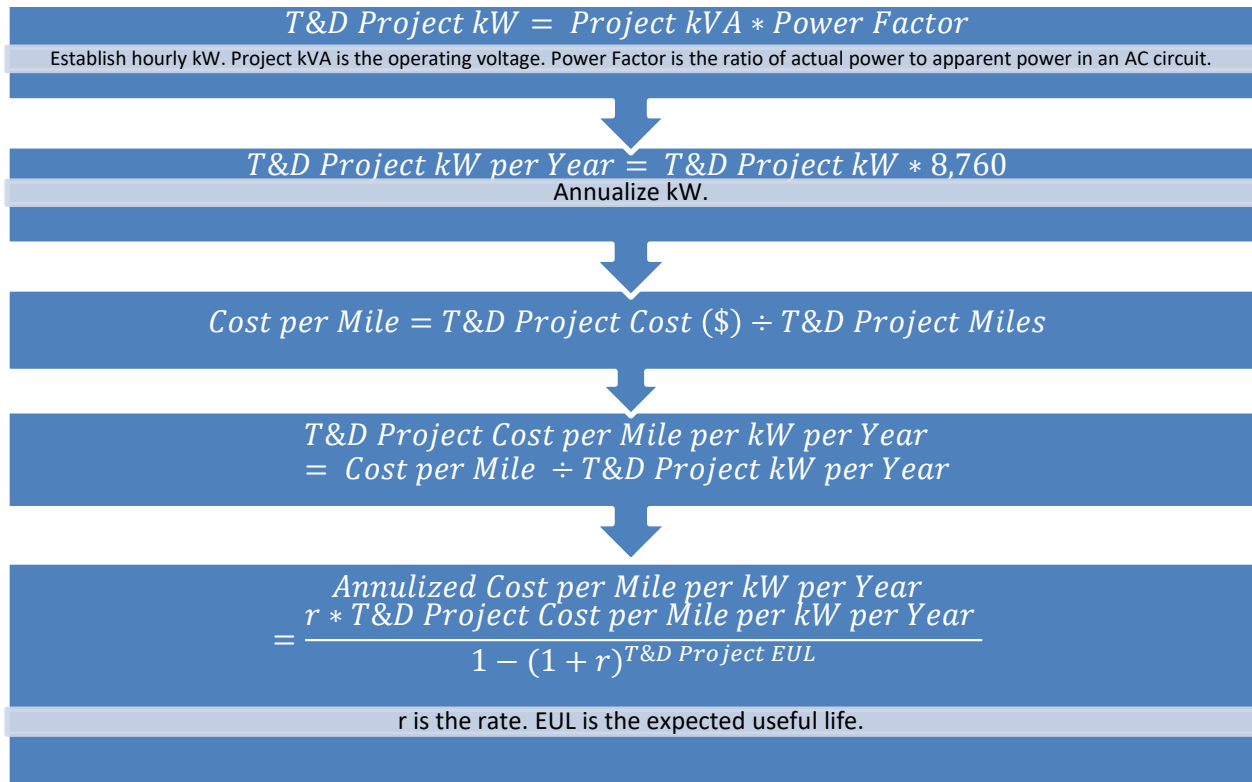 T&D Project kW = Project kVA ∗ Power Factor
Establish hourly kW. Project kVA is the operating voltage. Power Factor is the ratio of actual power to apparent power in an AC circuit.
T&D Project kW per Year = T&D Project kW ∗ 8,760
Annualize kW.
Cost per Mile = T&D Project Cost ($) ÷ T&D Project Miles
T&D Project Cost per Mile per kW per Year
= Cost per Mile ÷ T&D Project kW per Year
Annulized Cost per Mile per kW per Year
r ∗ T&D Project Cost per Mile per kW per Year
=
1 − (1 + r)^T&D Project EUL
r is the rate. EUL is the expected useful life.